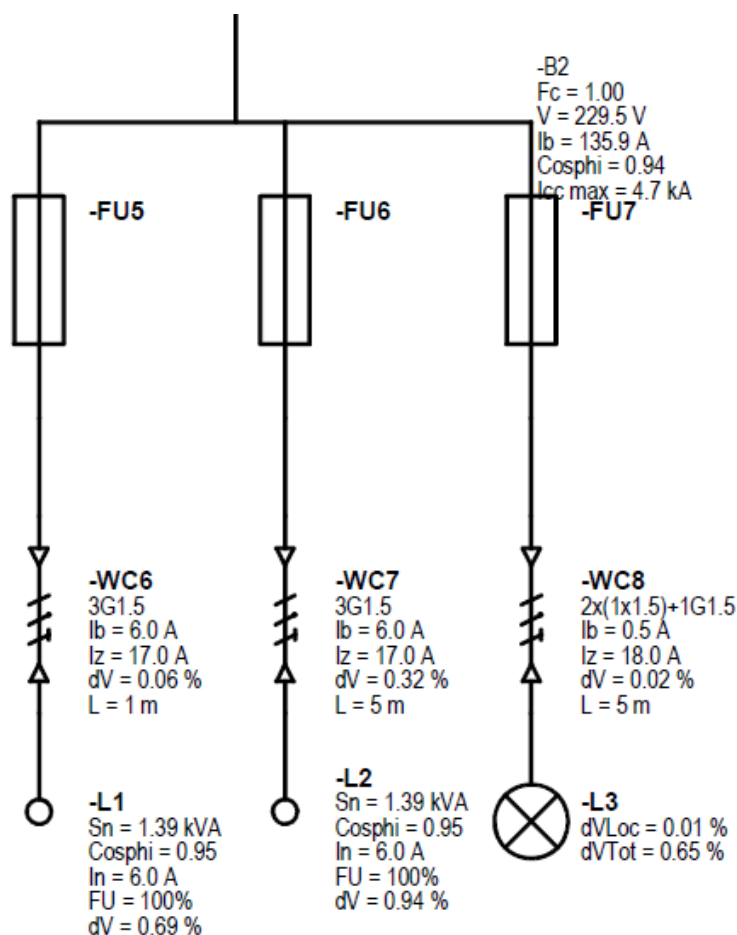 -B2
Fc = 1.00
V = 229.5 V
Ib = 135.9 A
Cosphi = 0.94
Icc max = 4.7 kA
-FU5
-FU6
-FU7
-WC6
3G1.5
Ib = 6.0 A
Iz = 17.0 A
dV = 0.06 %
L = 1 m
-WC7
3G1.5
Ib = 6.0 A
Iz = 17.0 A
dV = 0.32 %
L = 5 m
-WC8
2x(1x1.5)+1G1.5
Ib = 0.5 A
Iz = 18.0 A
dV = 0.02 %
L = 5 m
-L1
Sn = 1.39 kVA
Cosphi = 0.95
In = 6.0 A
FU = 100%
dV = 0.69 %
-L2
Sn = 1.39 kVA
Cosphi = 0.95
In = 6.0 A
FU = 100%
dV = 0.94 %
-L3
dVLoc = 0.01 %
dVTot = 0.65 %